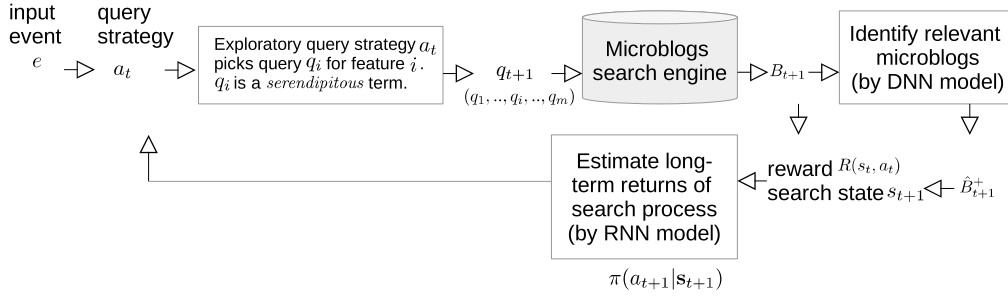 input
event
e
query
strategy
a_t
Exploratory query strategy a_t
picks query q_i for feature i.
q_i is a serendipitous term.
q_{t+1}
(q_1, .., q_i, .., q_m)
Microblogs
search engine
B_{t+1}
Identify relevant
microblogs
(by DNN model)
Estimate long-
term returns of
search process
(by RNN model)
reward R(s_t, a_t)
search state s_{t+1}
\hat{B}^+_{t+1}
π(a_{t+1}|s_{t+1})